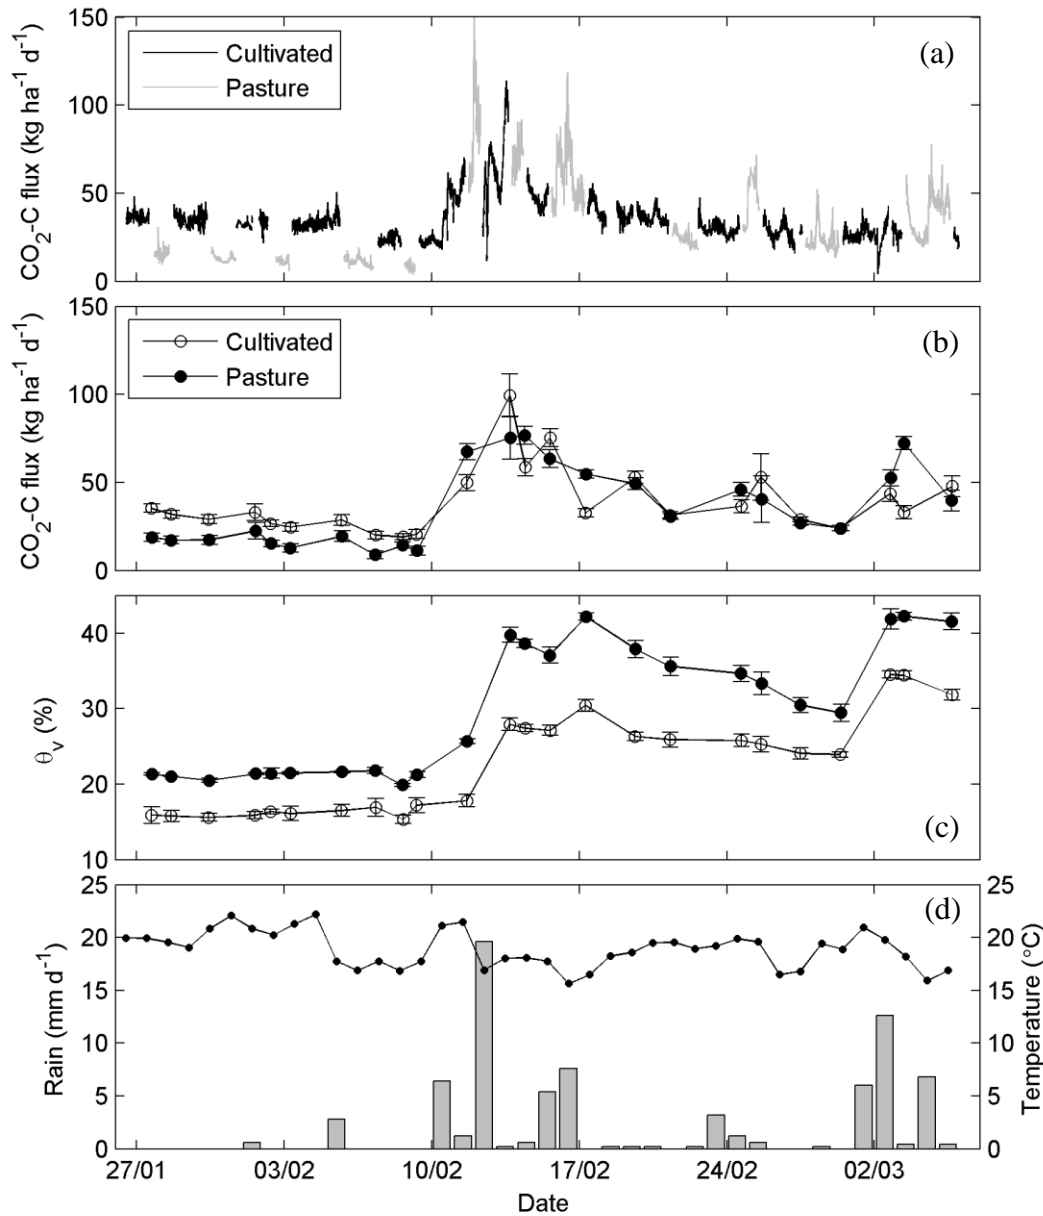 150
100
50
0
CO2-C flux (kg ha-1 d-1)
Cultivated
Pasture
(a)
150
100
50
0
CO2-C flux (kg ha-1 d-1)
Cultivated
Pasture
(b)
40
30
20
10
θv (%)
(c)
25
20
15
10
5
0
Rain (mm d-1)
(d)
25
20
15
10
5
0
Temperature (°C)
27/01 03/02 10/02 17/02 24/02 02/03
Date